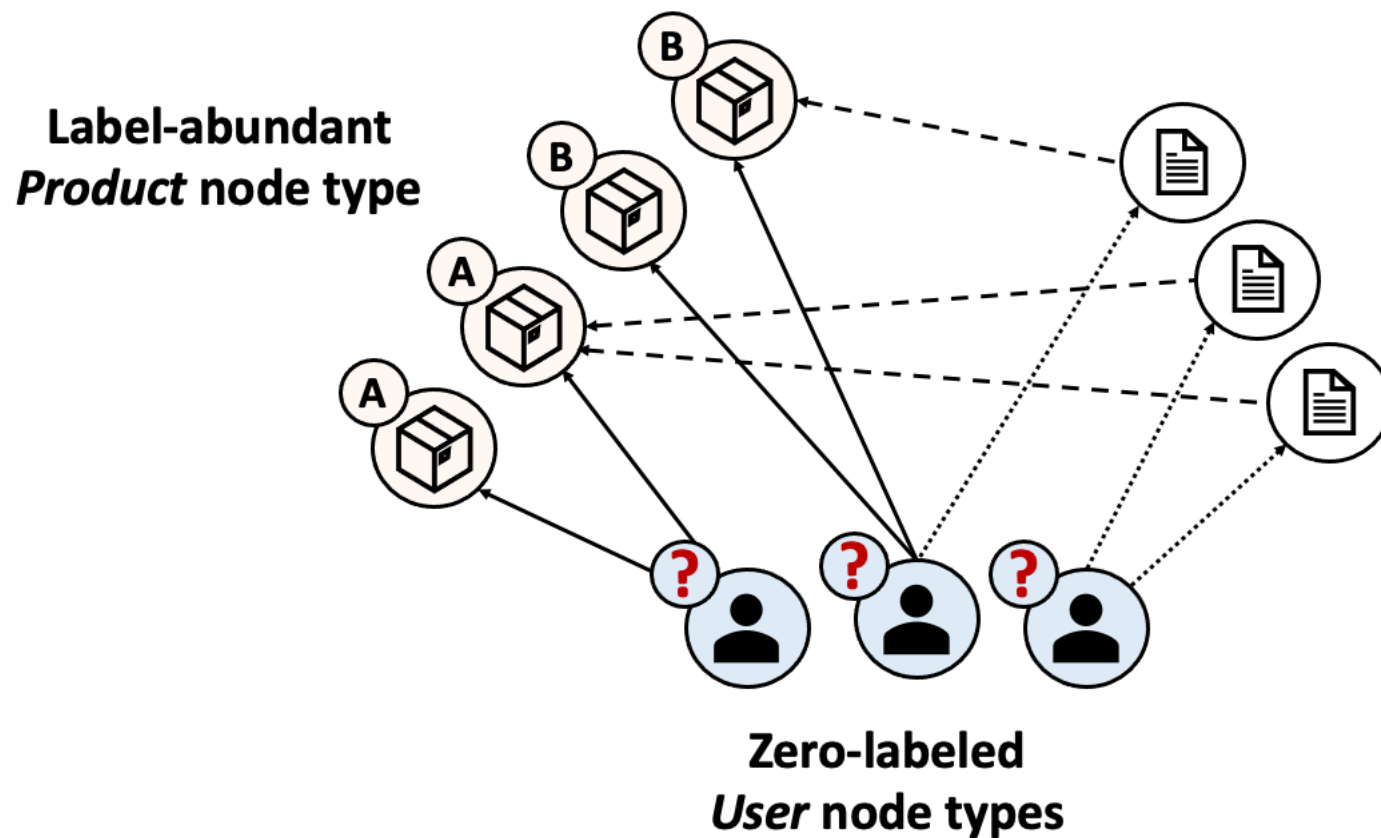 B
B
Label-abundant
Product node type
A
A
? ? ?
Zero-labeled
User node types